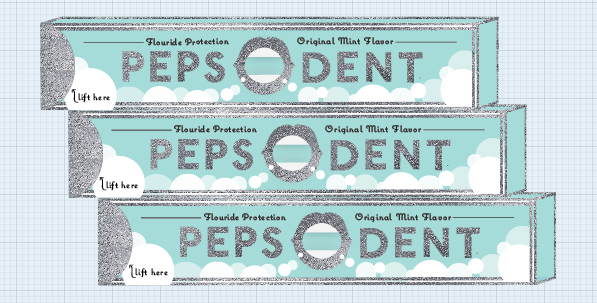 Flouride Protection Original Mint Flavor
PEPSODENT
lift here
Flouride Protection Original Mint Flavor
PEPSODENT
lift here
Flouride Protection Original Mint Flavor
PEPSODENT
lift here